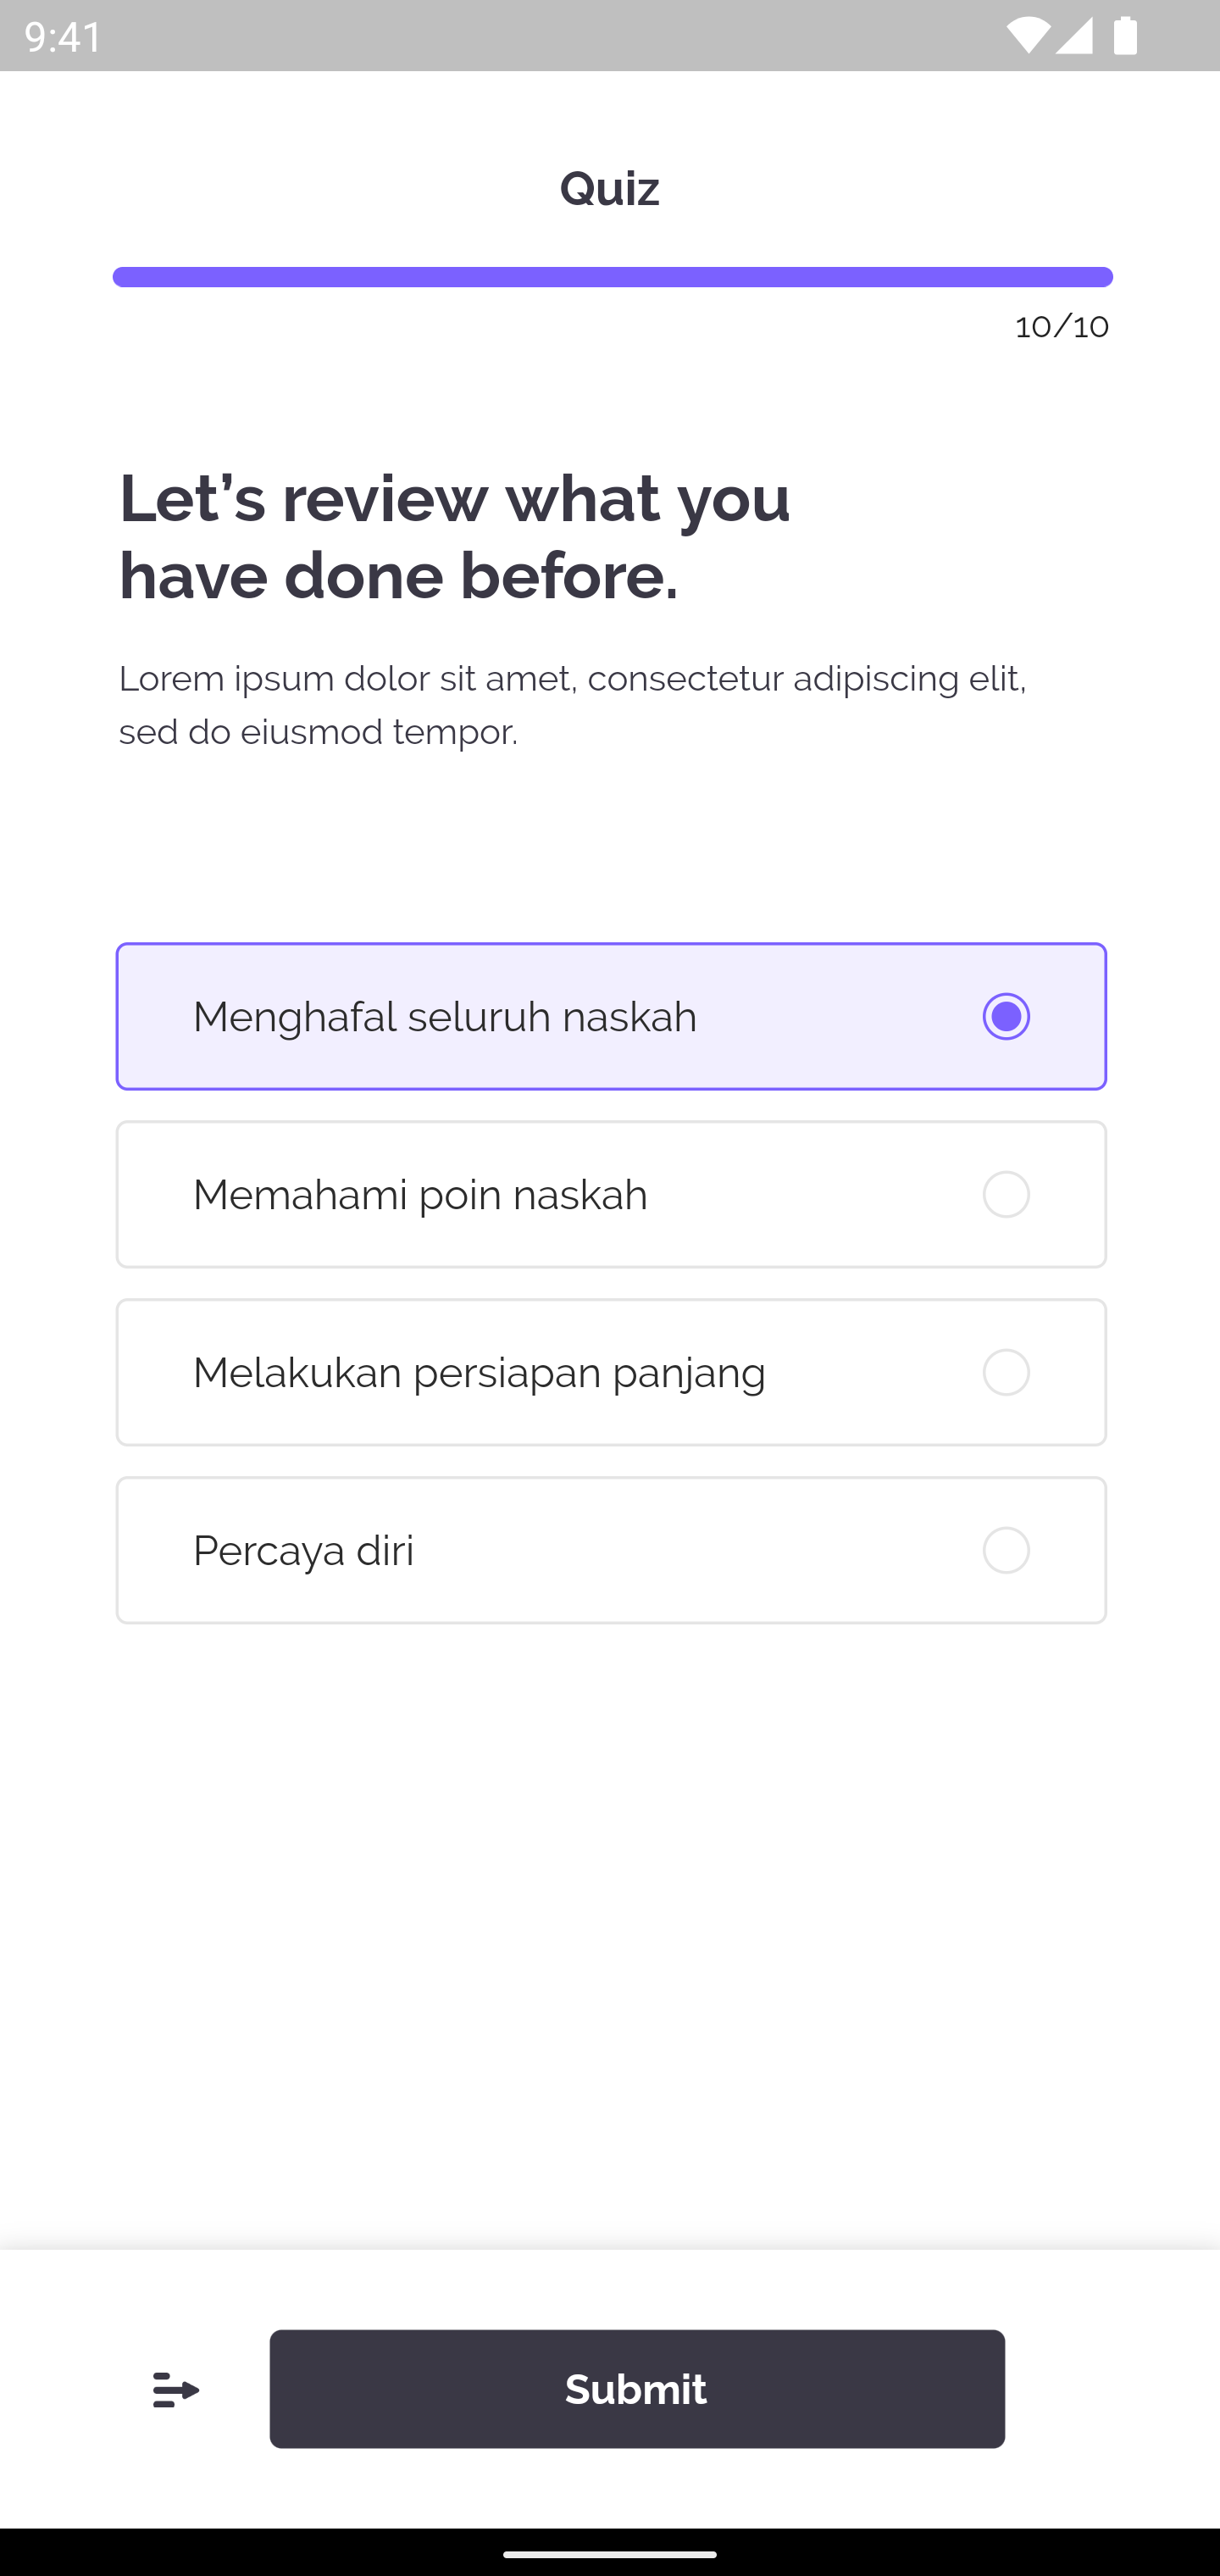 9:41
Quiz
10/10
Let’s review what you
have done before.
Lorem ipsum dolor sit amet, consectetur adipiscing elit,
sed do eiusmod tempor.
Menghafal seluruh naskah
Memahami poin naskah
Melakukan persiapan panjang
Percaya diri
Submit